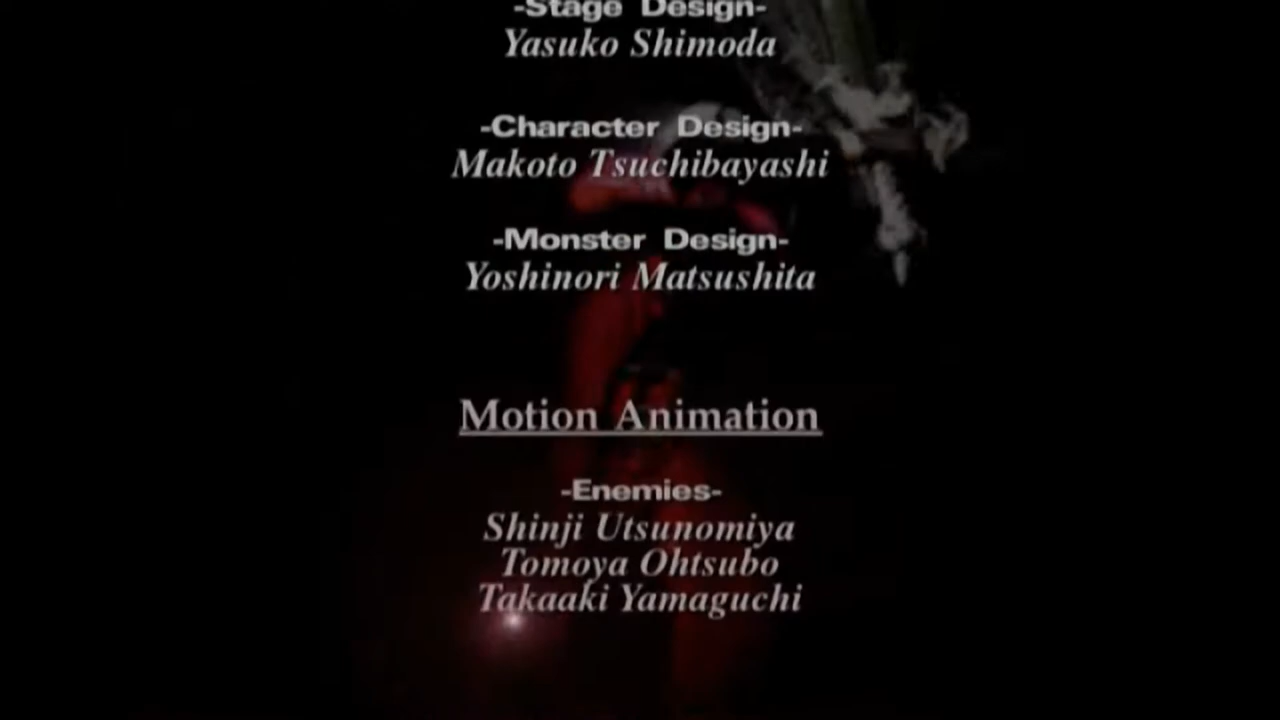 -Stage Design-
Yasuko Shimoda
-Character Design-
Makoto Tsuchibayashi
-Monster Design-
Yoshinori Matsushita
Motion Animation
-Enemies-
Shinji Utsunomiya
Tomoya Ohtsubo
Takaaki Yamaguchi